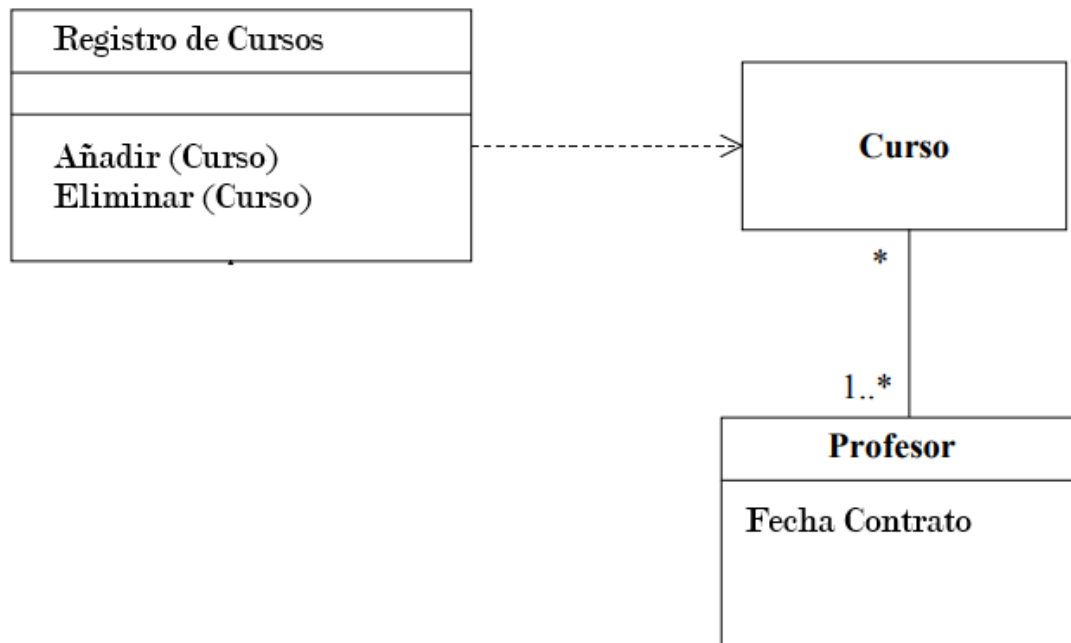 Registro de Cursos
Añadir (Curso)
Eliminar (Curso)
Curso
*
1..*
Profesor
Fecha Contrato